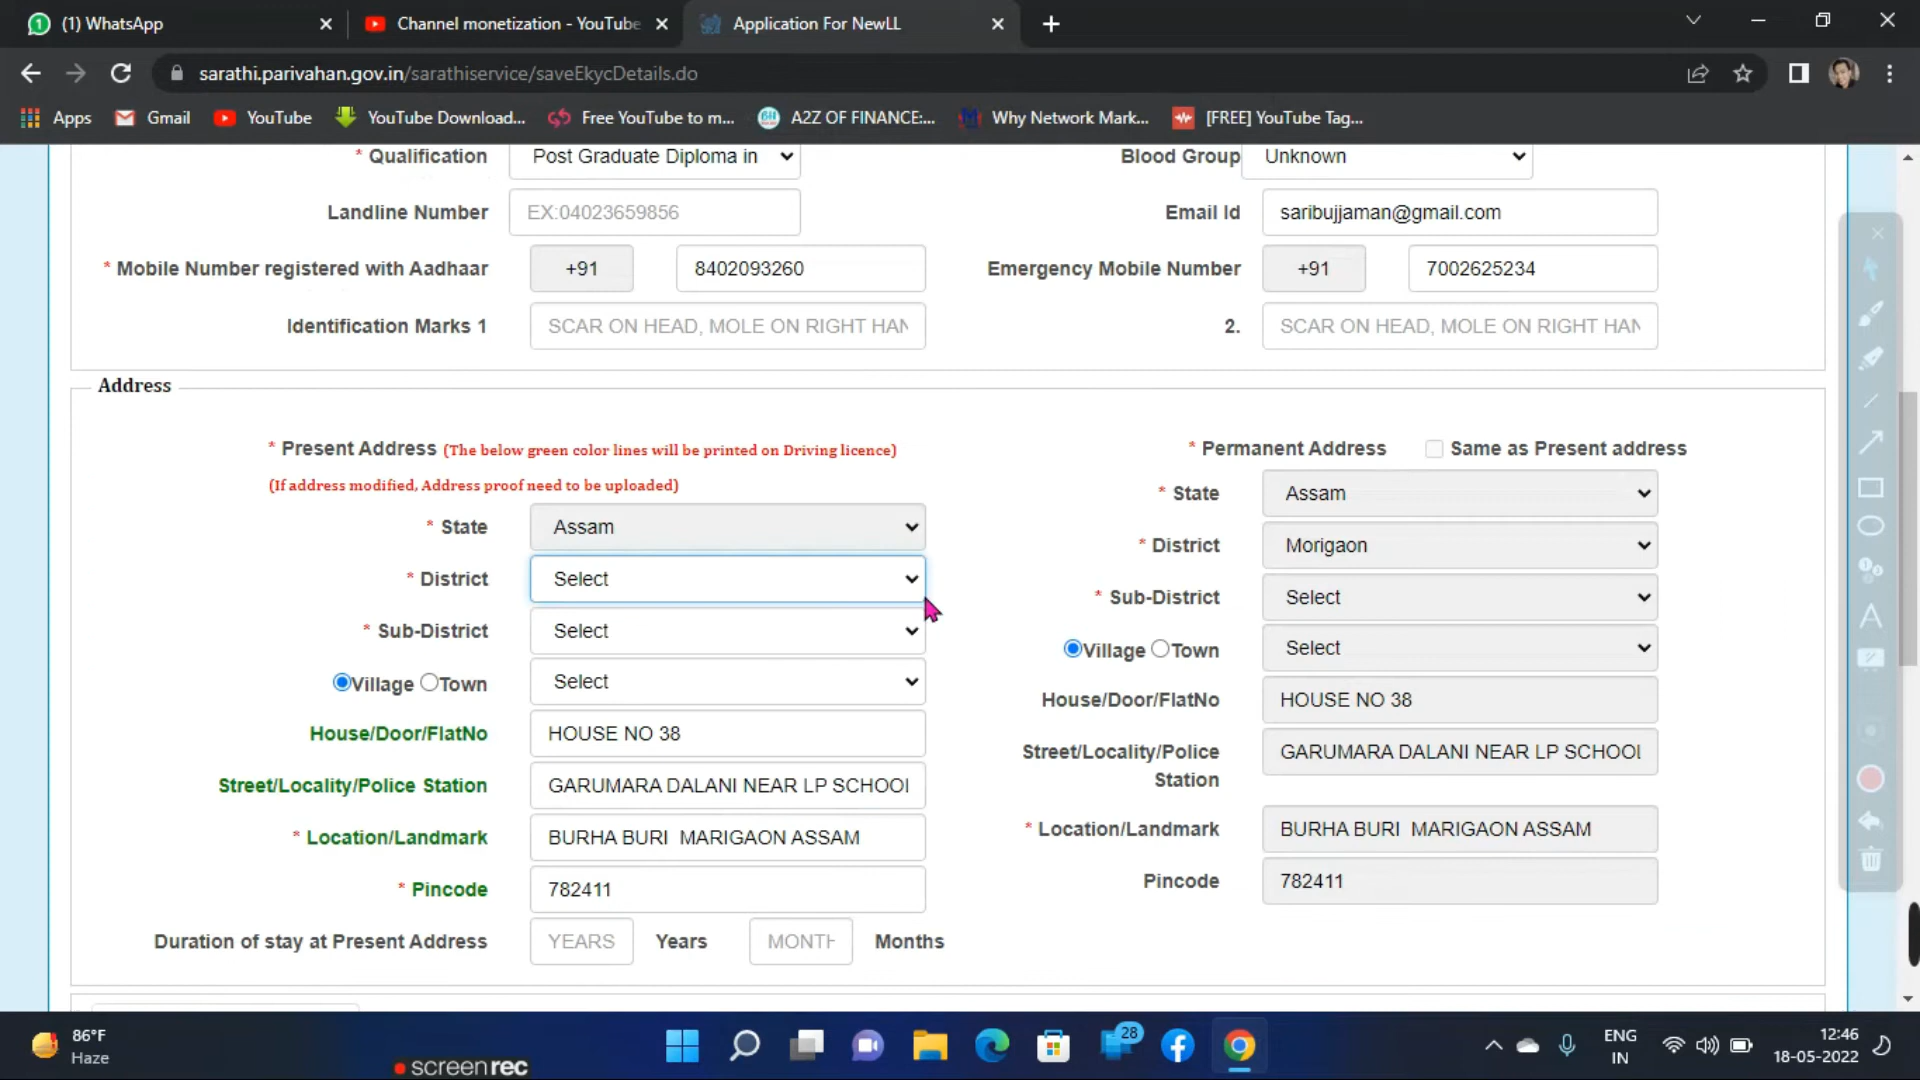 (1) WhatsApp
Channel monetization - YouTube
Application For NewLL
sarathi.parivahan.gov.in/sarathiservice/saveEkycDetails.do
Apps
Gmail
YouTube
YouTube Download...
Free YouTube to m...
A2Z OF FINANCE:...
Why Network Mark...
[FREE] YouTube Tag...
* Qualification Post Graduate Diploma in Blood Group Unknown
Landline Number EX:04023659856 Email Id saribujjaman@gmail.com
* Mobile Number registered with Aadhaar +91 8402093260 Emergency Mobile Number +91 7002625234
Identification Marks 1 SCAR ON HEAD, MOLE ON RIGHT HAN 2. SCAR ON HEAD, MOLE ON RIGHT HAN
Address
* Present Address (The below green color lines will be printed on Driving licence)
(If address modified, Address proof need to be uploaded)
* State Assam
* District Select
* Sub-District Select
Village Town Select
House/Door/FlatNo HOUSE NO 38
Street/Locality/Police Station GARUMARA DALANI NEAR LP SCHOOL
* Location/Landmark BURHA BURI MARIGAON ASSAM
* Pincode 782411
Duration of stay at Present Address YEARS Years MONTH Months
* Permanent Address Same as Present address
* State Assam
* District Morigaon
* Sub-District Select
Village Town Select
House/Door/FlatNo HOUSE NO 38
Street/Locality/Police GARUMARA DALANI NEAR LP SCHOOL
Station
* Location/Landmark BURHA BURI MARIGAON ASSAM
Pincode 782411
86°F
Haze
screenrec
28
ENG
IN
12:46
18-05-2022